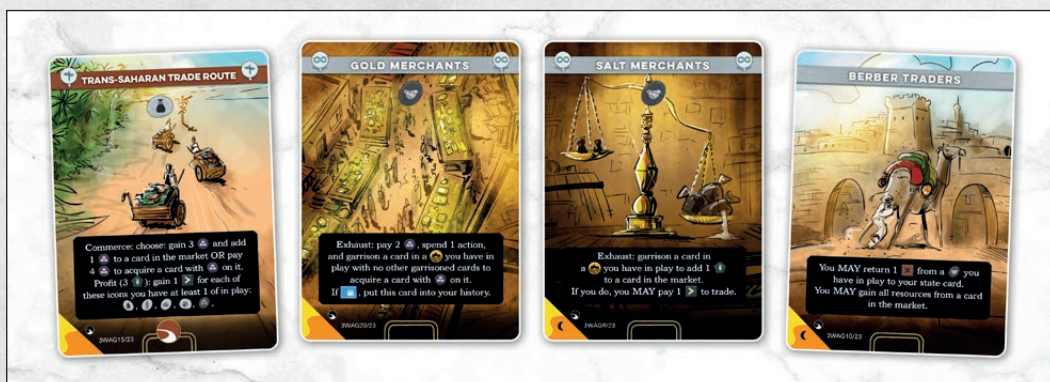 TRANS-SAHARAN TRADE ROUTE
Commerce: choose: gain 3 and add
1 to a card in the market OR pay
4 to acquire a card with on it.
Profit (3 ): gain 1 for each of
these icons you have at least 1 of in play:
, , , , .
3WAG15/23
GOLD MERCHANTS
Exhaust: pay 2 , spend 1 action,
and garrison a card in a you have in
play with no other garrisoned cards to
acquire a card with on it.
If , put this card into your history.
3WAG20/23
SALT MERCHANTS
Exhaust: garrison a card in
a you have in play to add 1
to a card in the market.
If you do, you MAY pay 1 to trade.
BERBER TRADERS
You MAY return 1 from a you
have in play to your state card.
You MAY gain all resources from a card
in the market.
3WAG10/23